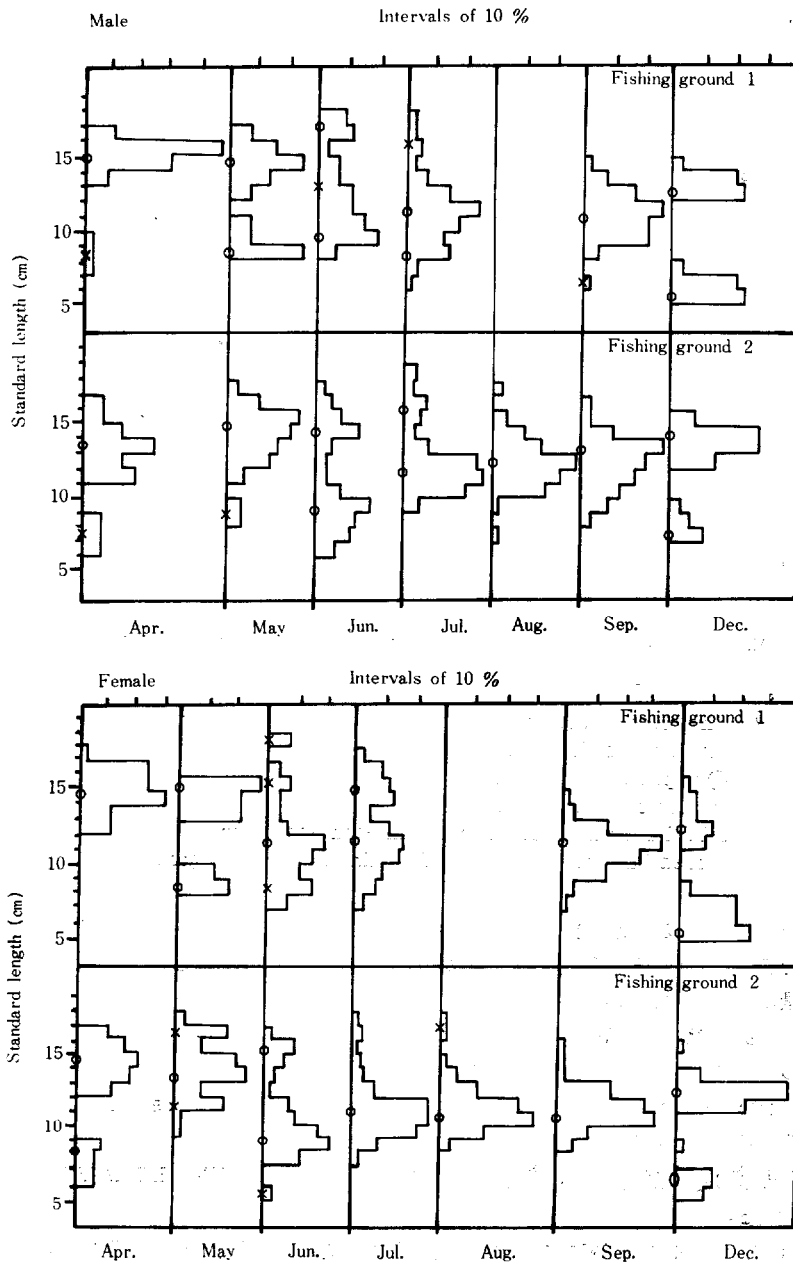 Male Intervals of 10 %
Fishing ground 1
15
10
5
Fishing ground 2
15
10
5
Standard length (cm)
Apr. May Jun. Jul. Aug. Sep. Dec.
Female Intervals of 10 %
Fishing ground 1
15
10
5
Fishing ground 2
15
10
5
Standard length (cm)
Apr. May Jun. Jul. Aug. Sep. Dec.